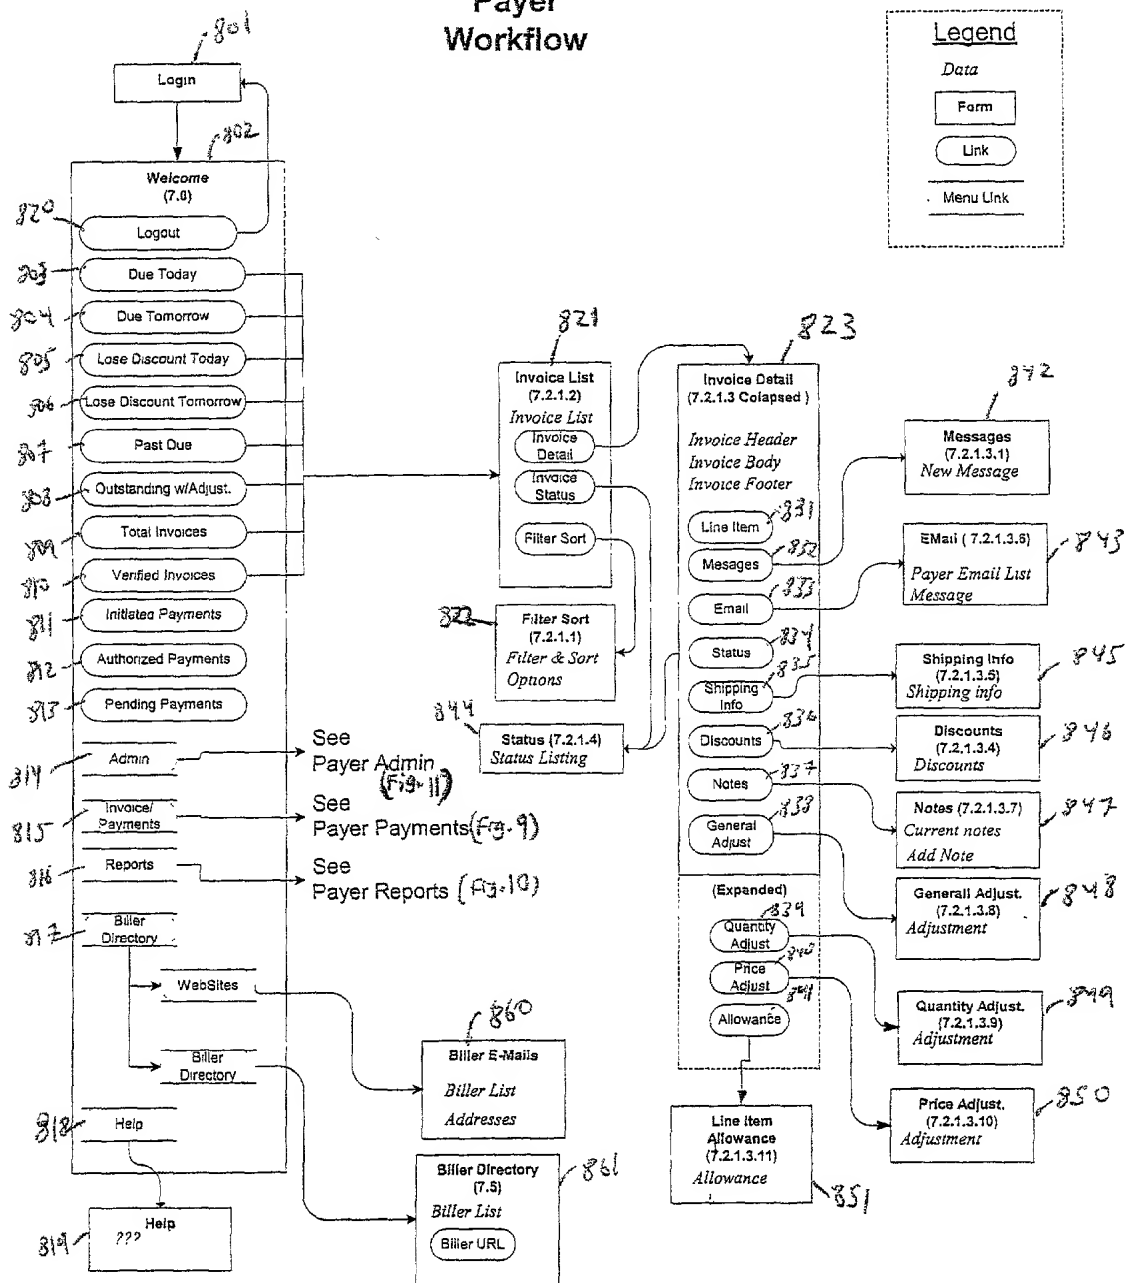 Payer
Workflow
Legend
Data
Form
Link
Menu Link
801
Login
802
Welcome
(7.0)
820
Logout
803
Due Today
804
Due Tomorrow
805
Lose Discount Today
806
Lose Discount Tomorrow
807
Past Due
808
Outstanding w/Adjust.
809
Total Invoices
810
Verified Invoices
811
Initiated Payments
812
Authorized Payments
813
Pending Payments
814
Admin
See
Payer Admin
(Fig. 11)
815
Invoice/
Payments
See
Payer Payments (Fig. 9)
816
Reports
See
Payer Reports (Fig. 10)
817
Biller
Directory
WebSites
Biller
Directory
818
Help
819
Help
???
821
Invoice List
(7.2.1.2)
Invoice List
Invoice
Detail
Invoice
Status
Filter Sort
822
Filter Sort
(7.2.1.1)
Filter & Sort
Options
844
Status (7.2.1.4)
Status Listing
823
Invoice Detail
(7.2.1.3 Colapsed )
Invoice Header
Invoice Body
Invoice Footer
Line Item
831
Mesages
832
Email
833
Status
834
Shipping
Info
835
Discounts
836
Notes
837
General
Adjust
838
(Expanded)
Quantity
Adjust
839
Price
Adjust
840
Allowance
841
842
Messages
(7.2.1.3.1)
New Message
EMail ( 7.2.1.3.6)
Payer Email List
Message
843
Shipping Info
(7.2.1.3.5)
Shipping info
845
Discounts
(7.2.1.3.4)
Discounts
846
Notes (7.2.1.3.7)
Current notes
Add Note
847
Generall Adjust.
(7.2.1.3.8)
Adjustment
848
Quantity Adjust.
(7.2.1.3.9)
Adjustment
849
Price Adjust.
(7.2.1.3.10)
Adjustment
850
Line Item
Allowance
(7.2.1.3.11)
Allowance
851
860
Biller E-Mails
Biller List
Addresses
861
Biller Directory
(7.5)
Biller List
Biller URL